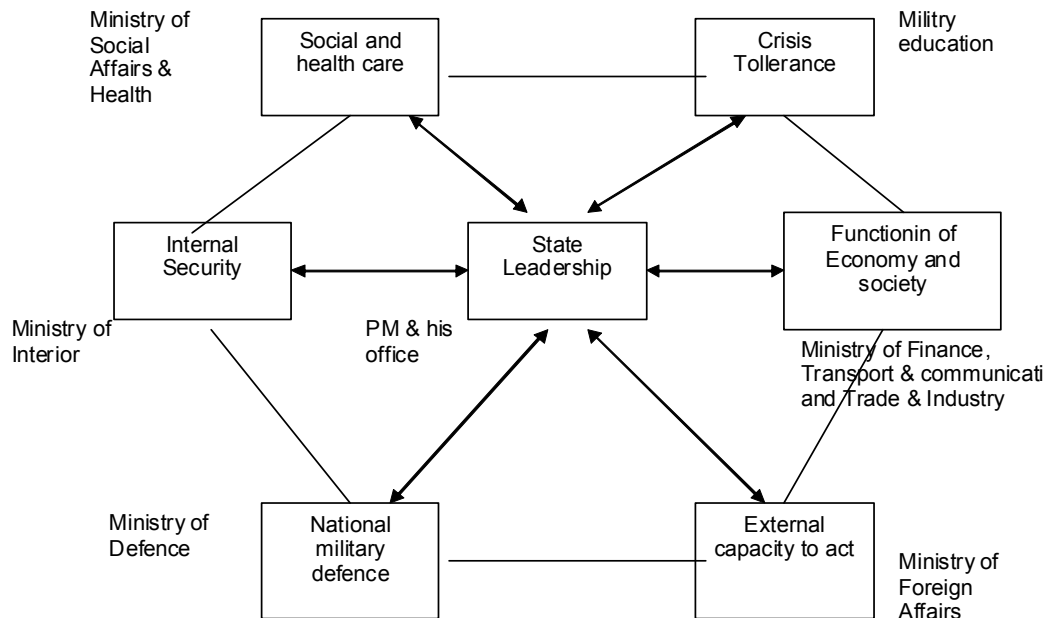 Ministry of
Social
Affairs &
Health
Social and
health care
Crisis
Tollerance
Militry
education
Internal
Security
State
Leadership
Functionin of
Economy and
society
Ministry of
Interior
PM & his
office
Ministry of Finance,
Transport & communicati
and Trade & Industry
Ministry of
Defence
National
military
defence
External
capacity to act
Ministry of
Foreign
Affairs